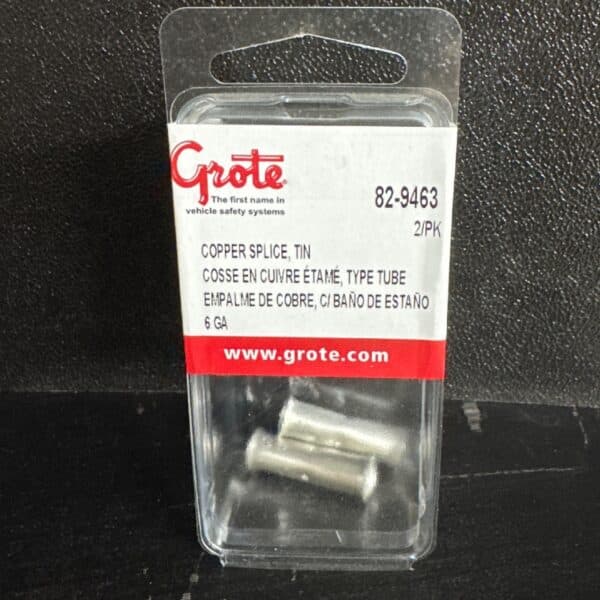 Grote
The first name in
vehicle safety systems
82-9463
2/PK
COPPER SPLICE, TIN
COSSE EN CUIVRE ÉTAMÉ, TYPE TUBE
EMPALME DE COBRE, C/ BAÑO DE ESTAÑO
6 GA
www.grote.com